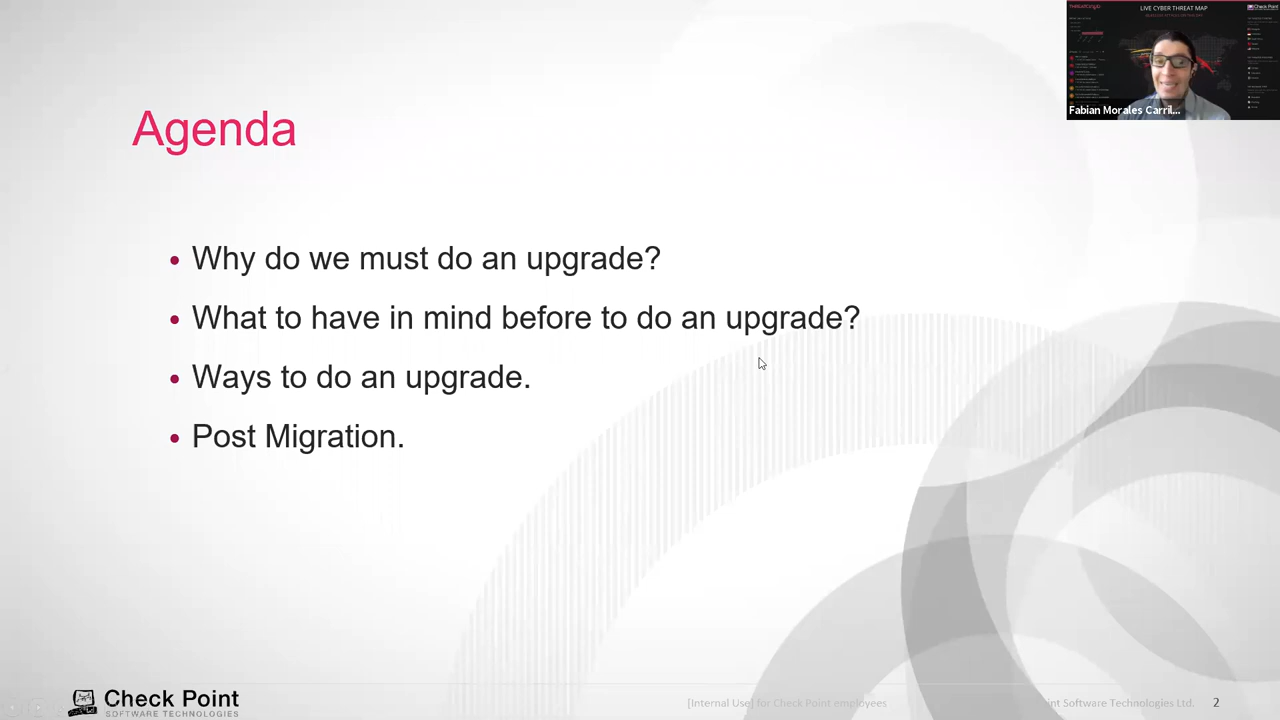 LIVE CYBER THREAT MAP
Check Point
Fabian Morales Carril...
Agenda
• Why do we must do an upgrade?
• What to have in mind before to do an upgrade?
• Ways to do an upgrade.
• Post Migration.
Check Point
SOFTWARE TECHNOLOGIES
[Internal Use] for Check Point employees
int Software Technologies Ltd.
2